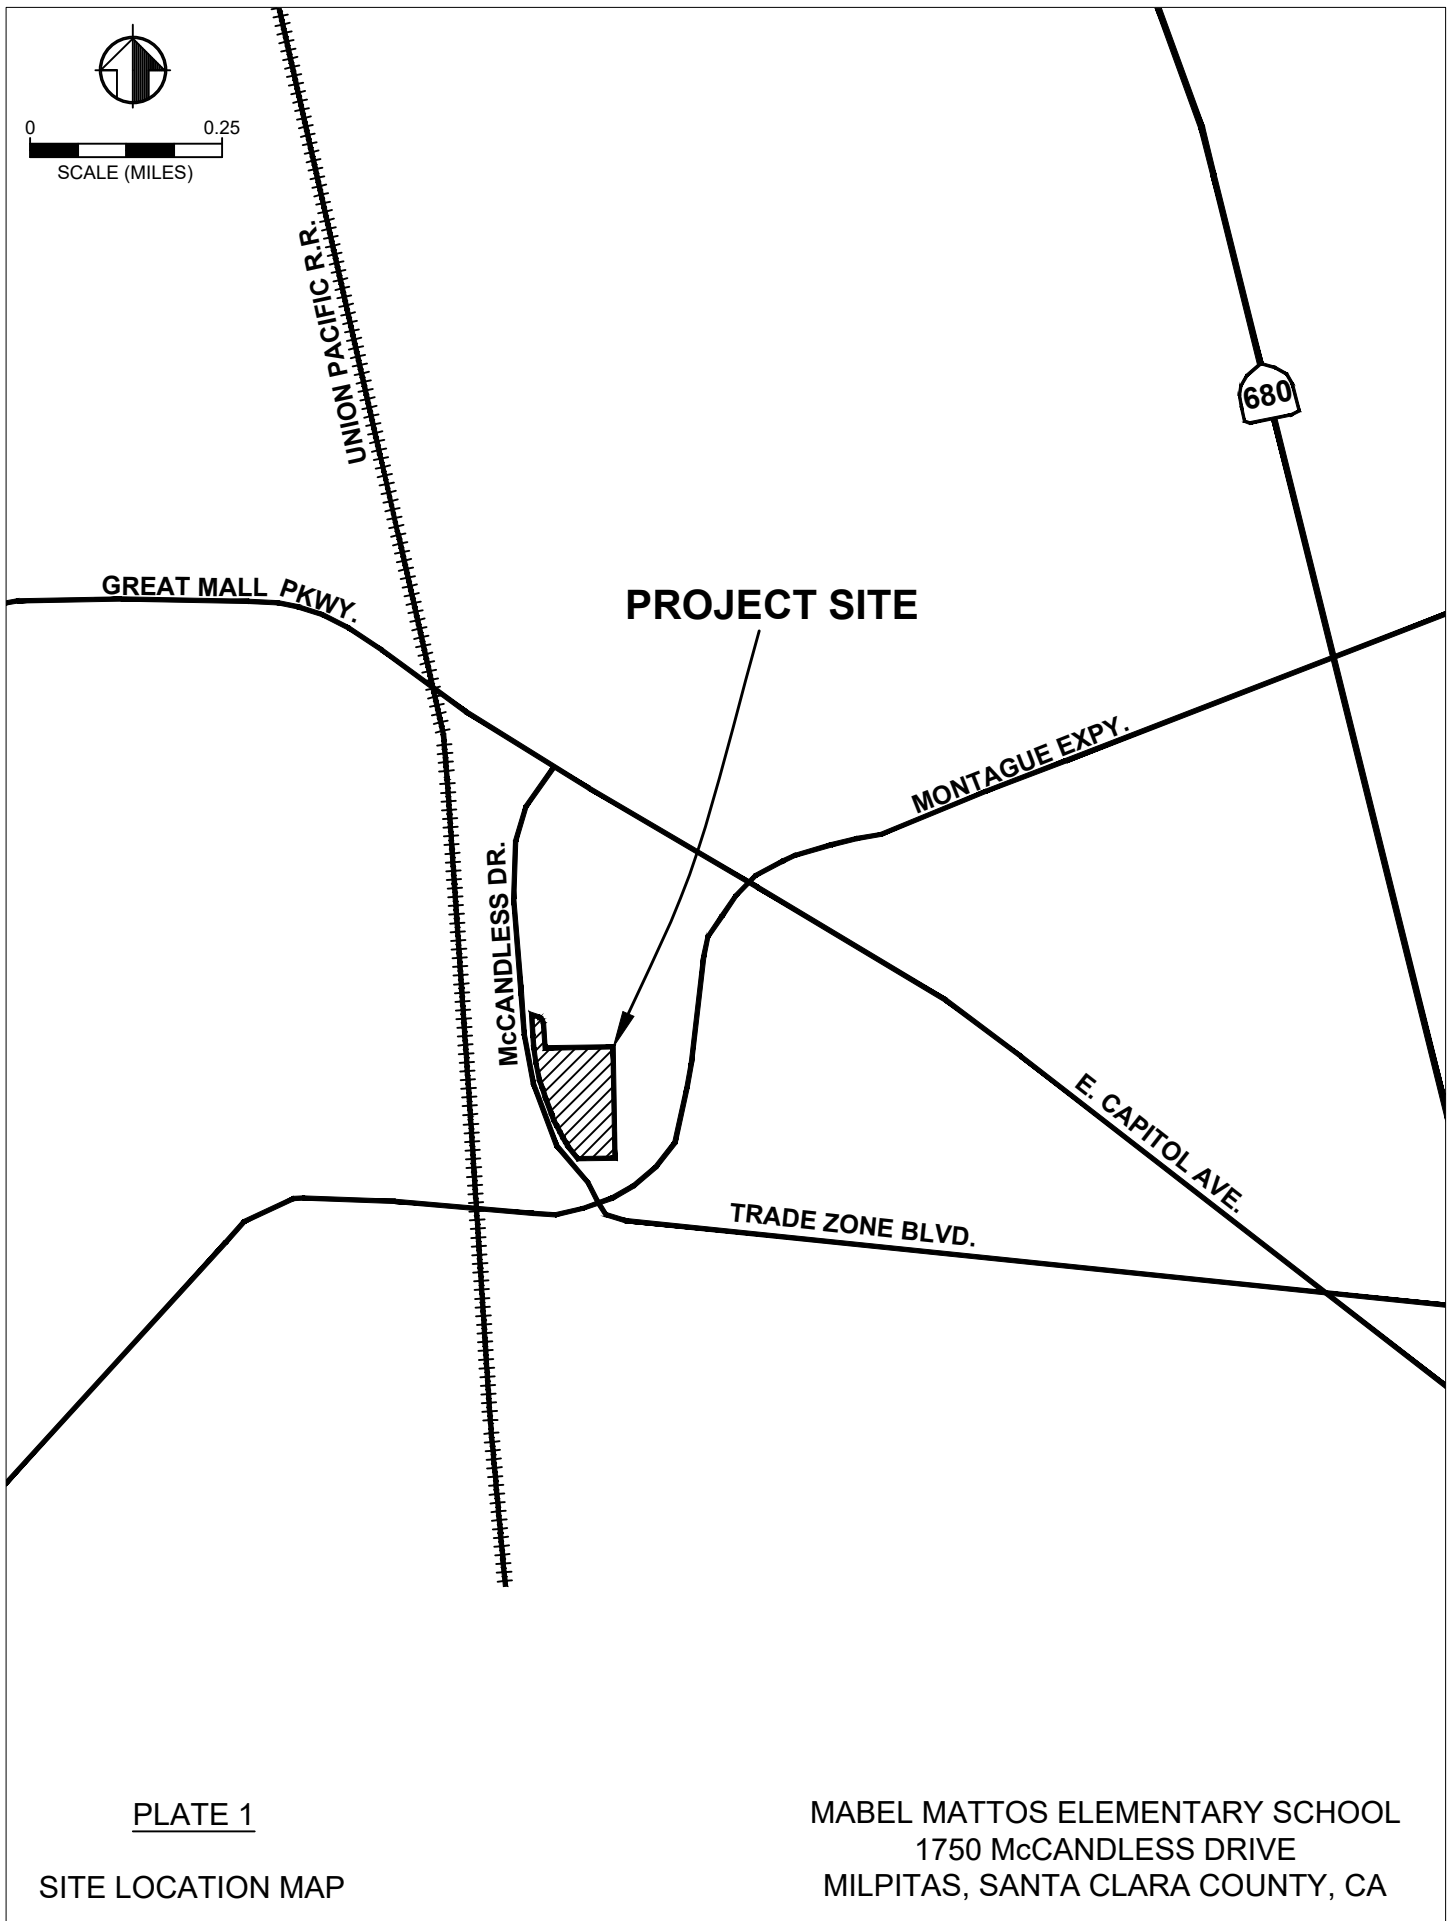 0 0.25
SCALE (MILES)
UNION PACIFIC R.R.
680
GREAT MALL PKWY.
PROJECT SITE
MONTAGUE EXPY.
McCANDLESS DR.
E. CAPITOL AVE.
TRADE ZONE BLVD.
PLATE 1
SITE LOCATION MAP
MABEL MATTOS ELEMENTARY SCHOOL
1750 McCANDLESS DRIVE
MILPITAS, SANTA CLARA COUNTY, CA